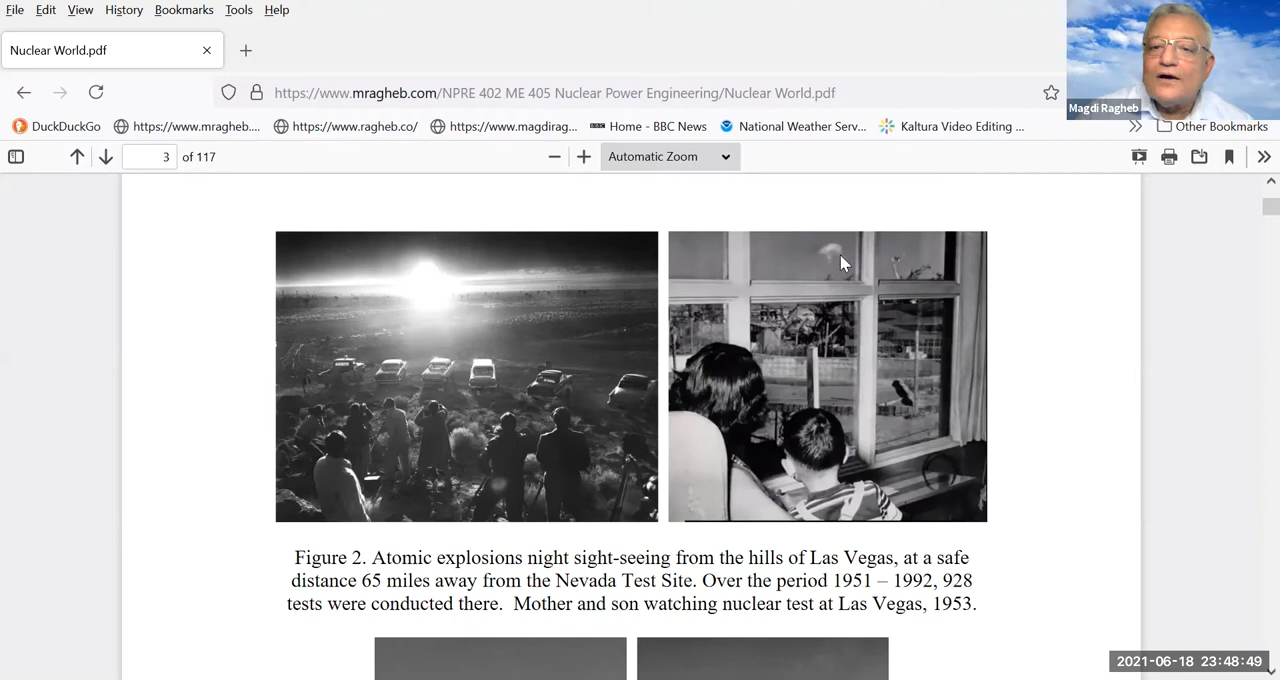 File Edit View History Bookmarks Tools Help
Nuclear World.pdf
https://www.mragheb.com/NPRE 402 ME 405 Nuclear Power Engineering/Nuclear World.pdf
Magdi Ragheb
DuckDuckGo https://www.mragheb.... https://www.ragheb.co/ https://www.magdirag... Home - BBC News National Weather Serv... Kaltura Video Editing ... Other Bookmarks
3 of 117 Automatic Zoom
Figure 2. Atomic explosions night sight-seeing from the hills of Las Vegas, at a safe
distance 65 miles away from the Nevada Test Site. Over the period 1951 – 1992, 928
tests were conducted there. Mother and son watching nuclear test at Las Vegas, 1953.
2021-06-18 23:48:49